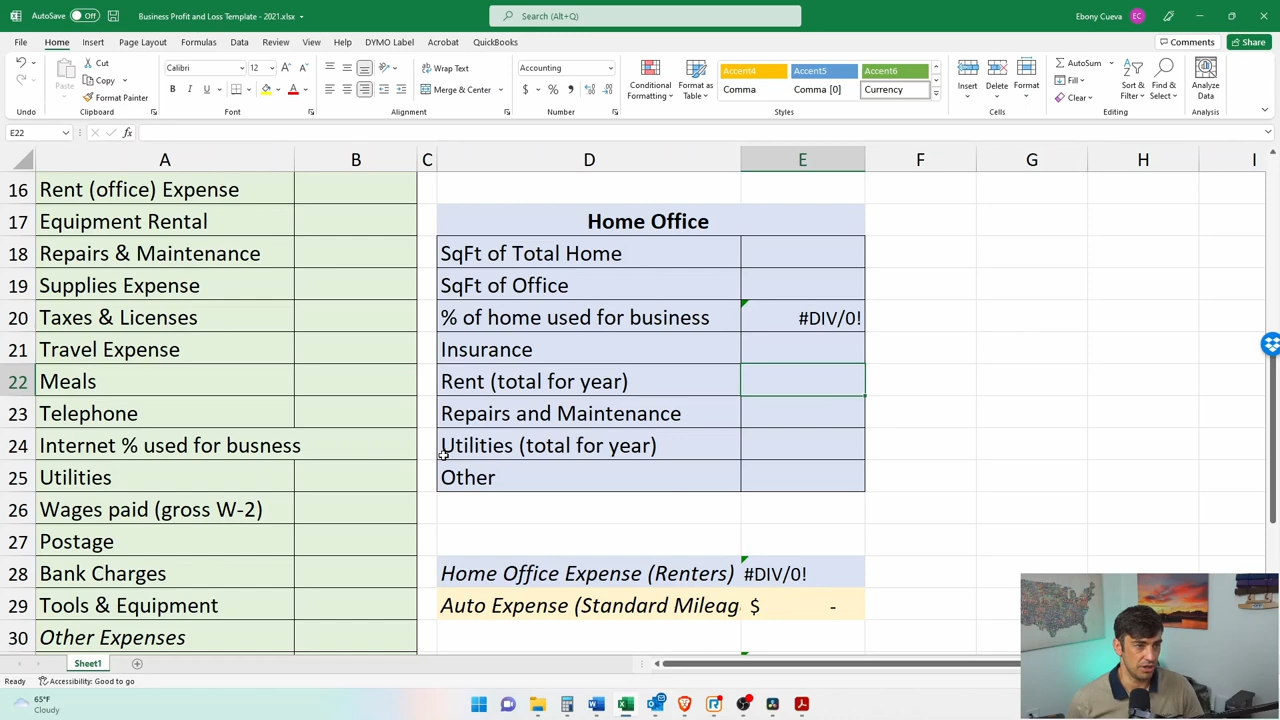 AutoSave Off
Business Profit and Loss Template - 2021.xlsx
Search (Alt+Q)
Ebony Cueva EC
File Home Insert Page Layout Formulas Data Review View Help DYMO Label Acrobat QuickBooks
Comments Share
Paste
Cut
Copy
Format Painter
Calibri 12
B I U
Wrap Text
Merge & Center
Accounting
$ % 9
Conditional Formatting
Format as Table
Accent4 Accent5 Accent6
Comma Comma [0] Currency
Insert Delete Format
AutoSum
Fill
Clear
Sort & Filter
Find & Select
Analyze Data
Undo Clipboard Font Alignment Number Styles Cells Editing Analysis
E22 fx
A B C D E F G H I
16 Rent (office) Expense
17 Equipment Rental Home Office
18 Repairs & Maintenance SqFt of Total Home
19 Supplies Expense SqFt of Office
20 Taxes & Licenses % of home used for business #DIV/0!
21 Travel Expense Insurance
22 Meals Rent (total for year)
23 Telephone Repairs and Maintenance
24 Internet % used for busness Utilities (total for year)
25 Utilities Other
26 Wages paid (gross W-2)
27 Postage
28 Bank Charges Home Office Expense (Renters) #DIV/0!
29 Tools & Equipment Auto Expense (Standard Mileag $ -
30 Other Expenses
Sheet1
Ready Accessibility: Good to go
65°F
Cloudy